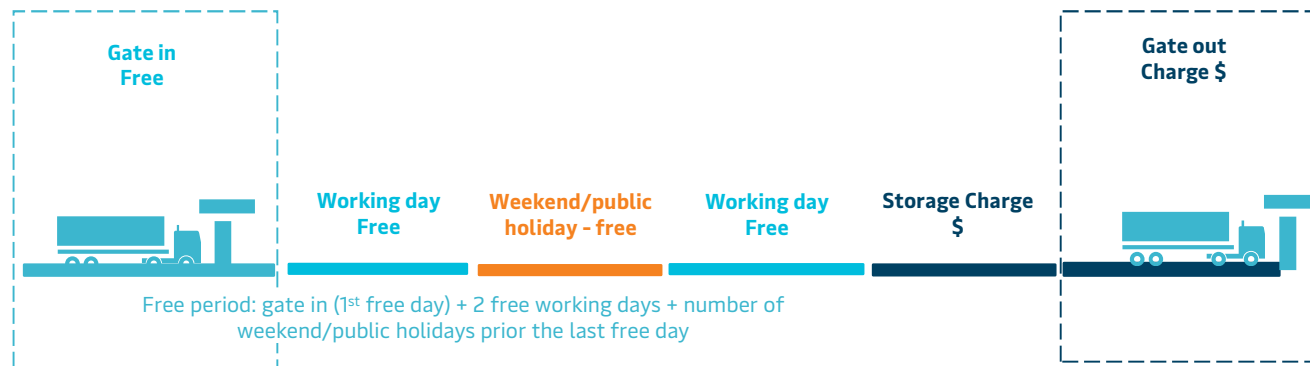 Gate in
Free
Gate out
Charge $
Working day
Free
Weekend/public
holiday - free
Working day
Free
Storage Charge
$
Free period: gate in (1st free day) + 2 free working days + number of
weekend/public holidays prior the last free day